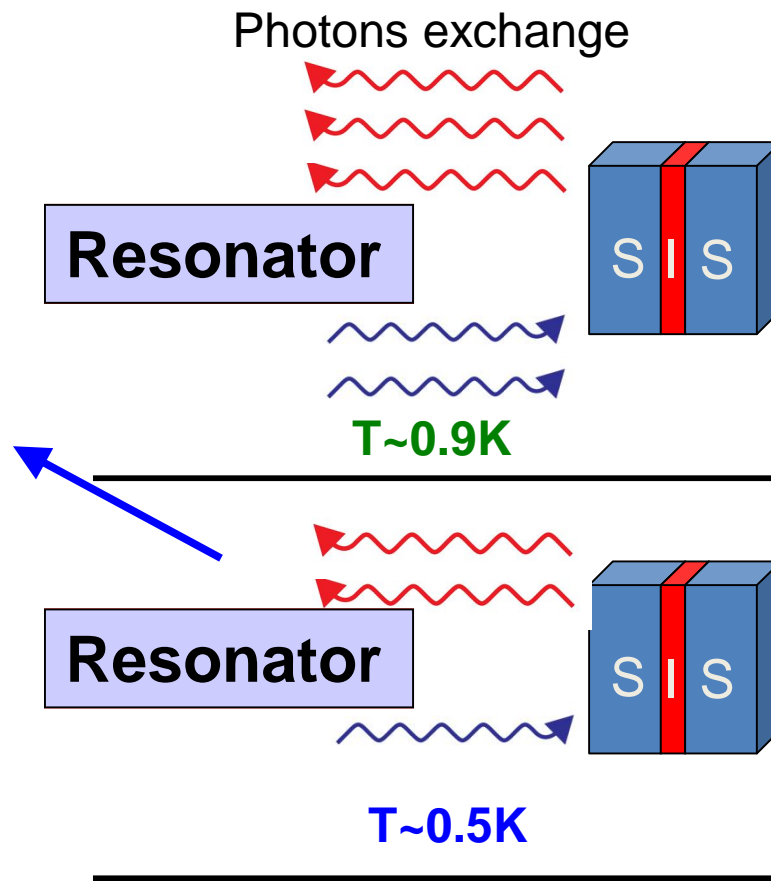 Photons exchange
Resonator
S I S
T~0.9K
Resonator
S I S
T~0.5K